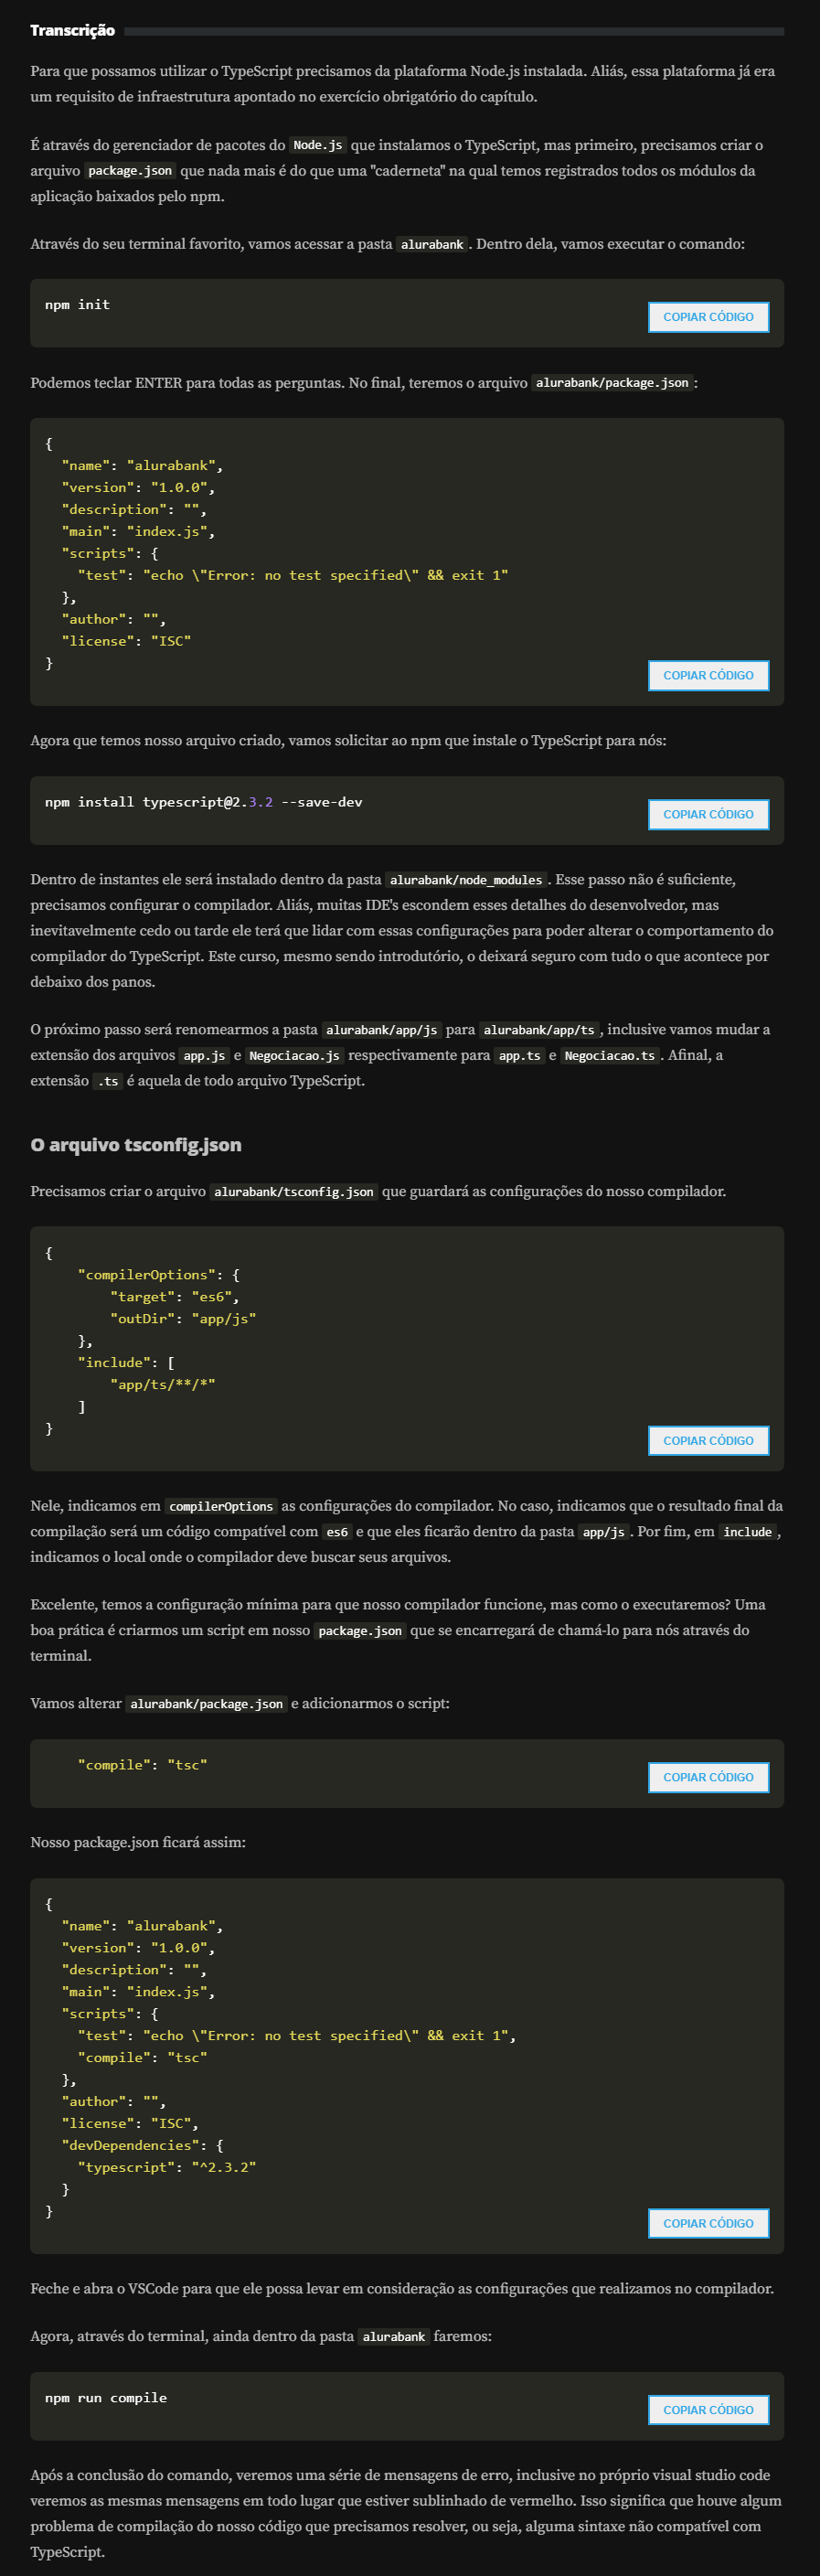 Transcrição
Para que possamos utilizar o TypeScript precisamos da plataforma Node.js instalada. Aliás, essa plataforma já era
um requisito de infraestrutura apontado no exercício obrigatório do capítulo.
É através do gerenciador de pacotes do Node.js que instalamos o TypeScript, mas primeiro, precisamos criar o
arquivo package.json que nada mais é do que uma "caderneta" na qual temos registrados todos os módulos da
aplicação baixados pelo npm.
Através do seu terminal favorito, vamos acessar a pasta alurabank. Dentro dela, vamos executar o comando:
npm init
COPIAR CÓDIGO
Podemos teclar ENTER para todas as perguntas. No final, teremos o arquivo alurabank/package.json:
{
  "name": "alurabank",
  "version": "1.0.0",
  "description": "",
  "main": "index.js",
  "scripts": {
    "test": "echo \"Error: no test specified\" && exit 1"
  },
  "author": "",
  "license": "ISC"
}
COPIAR CÓDIGO
Agora que temos nosso arquivo criado, vamos solicitar ao npm que instale o TypeScript para nós:
npm install typescript@2.3.2 --save-dev
COPIAR CÓDIGO
Dentro de instantes ele será instalado dentro da pasta alurabank/node_modules. Esse passo não é suficiente,
precisamos configurar o compilador. Aliás, muitas IDE's escondem esses detalhes do desenvolvedor, mas
inevitavelmente cedo ou tarde ele terá que lidar com essas configurações para poder alterar o comportamento do
compilador do TypeScript. Este curso, mesmo sendo introdutório, o deixará seguro com tudo o que acontece por
debaixo dos panos.
O próximo passo será renomearmos a pasta alurabank/app/js para alurabank/app/ts, inclusive vamos mudar a
extensão dos arquivos app.js e Negociacao.js respectivamente para app.ts e Negociacao.ts. Afinal, a
extensão .ts é aquela de todo arquivo TypeScript.
O arquivo tsconfig.json
Precisamos criar o arquivo alurabank/tsconfig.json que guardará as configurações do nosso compilador.
{
    "compilerOptions": {
        "target": "es6",
        "outDir": "app/js"
    },
    "include": [
        "app/ts/**/*"
    ]
}
COPIAR CÓDIGO
Nele, indicamos em compilerOptions as configurações do compilador. No caso, indicamos que o resultado final da
compilação será um código compatível com es6 e que eles ficarão dentro da pasta app/js. Por fim, em include,
indicamos o local onde o compilador deve buscar seus arquivos.
Excelente, temos a configuração mínima para que nosso compilador funcione, mas como o executaremos? Uma
boa prática é criarmos um script em nosso package.json que se encarregará de chamá-lo para nós através do
terminal.
Vamos alterar alurabank/package.json e adicionarmos o script:
    "compile": "tsc"
COPIAR CÓDIGO
Nosso package.json ficará assim:
{
  "name": "alurabank",
  "version": "1.0.0",
  "description": "",
  "main": "index.js",
  "scripts": {
    "test": "echo \"Error: no test specified\" && exit 1",
    "compile": "tsc"
  },
  "author": "",
  "license": "ISC",
  "devDependencies": {
    "typescript": "^2.3.2"
  }
}
COPIAR CÓDIGO
Feche e abra o VSCode para que ele possa levar em consideração as configurações que realizamos no compilador.
Agora, através do terminal, ainda dentro da pasta alurabank faremos:
npm run compile
COPIAR CÓDIGO
Após a conclusão do comando, veremos uma série de mensagens de erro, inclusive no próprio visual studio code
veremos as mesmas mensagens em todo lugar que estiver sublinhado de vermelho. Isso significa que houve algum
problema de compilação do nosso código que precisamos resolver, ou seja, alguma sintaxe não compatível com
TypeScript.